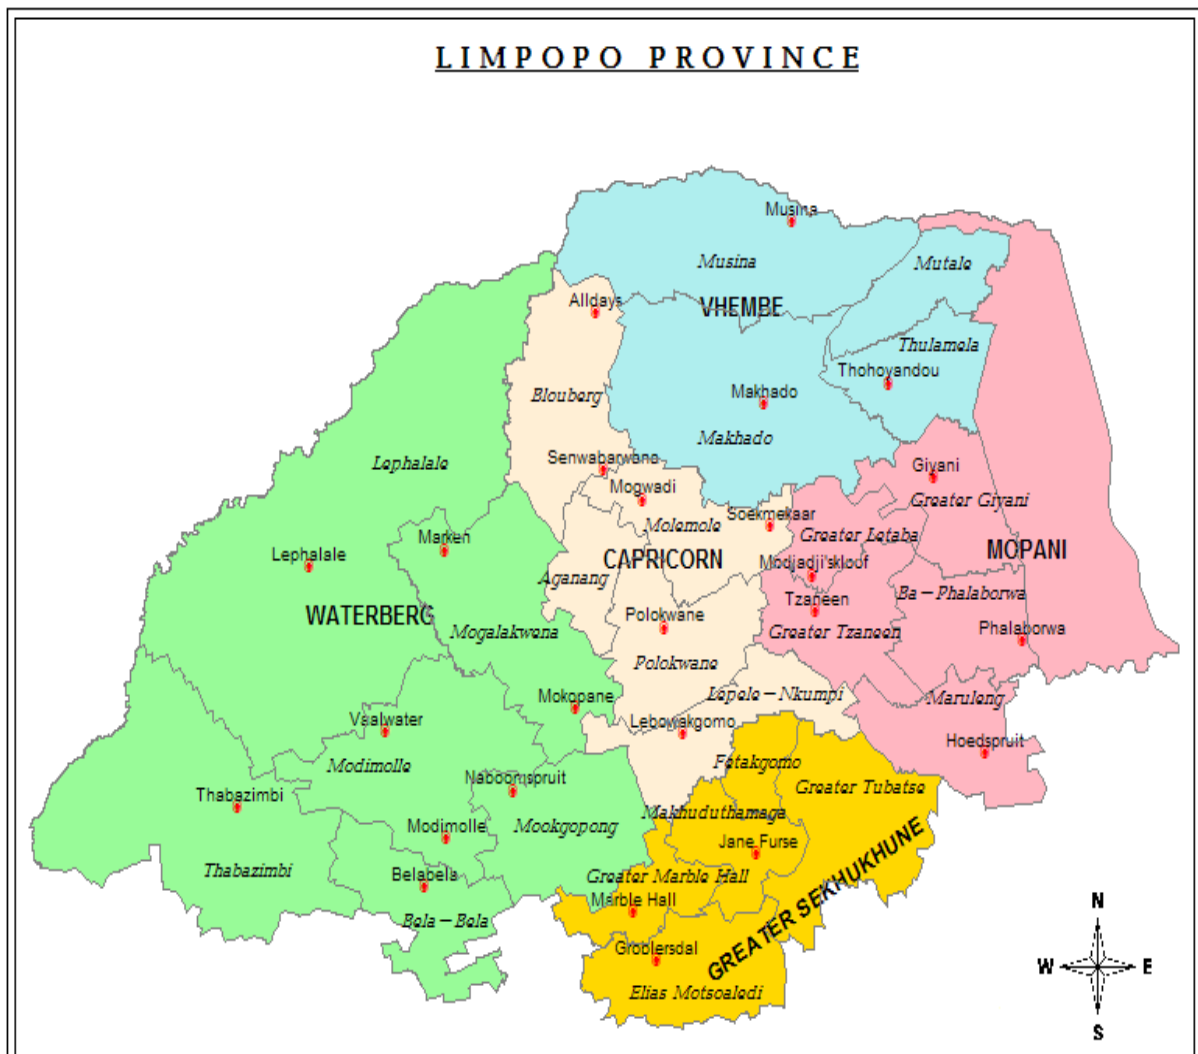 LIMPOPO PROVINCE
Musina
Musina
Mutale
Alldays
VHEMBE
Thulamela
Thohoyandou
Blouberg
Makhado
Makhado
Lephalale
Senwabarwana
Giyani
Mogwadi
Greater Giyani
Soekmekaar
Molemole
Greater Letaba
Marken
MOPANI
Lephalale
CAPRICORN
Modjadji'skloof
Aganang
Ba-Phalaborwa
Tzaneen
WATERBERG
Polokwane
Mogalakwena
Greater Tzaneen
Phalaborwa
Polokwane
Lepele-Nkumpi
Maruleng
Mokopane
Vaalwater
Lebowakgomo
Hoedspruit
Modimolle
Fetakgomo
Naboomspruit
Greater Tubatse
Thabazimbi
Makhuduthamaga
Modimolle
Mookgopong
Jane Furse
Thabazimbi
Belabela
Greater Marble Hall
GREATER SEKHUKHUNE
Marble Hall
Bela-Bela
Groblersdal
Elias Motsoaledi
N
W
E
S